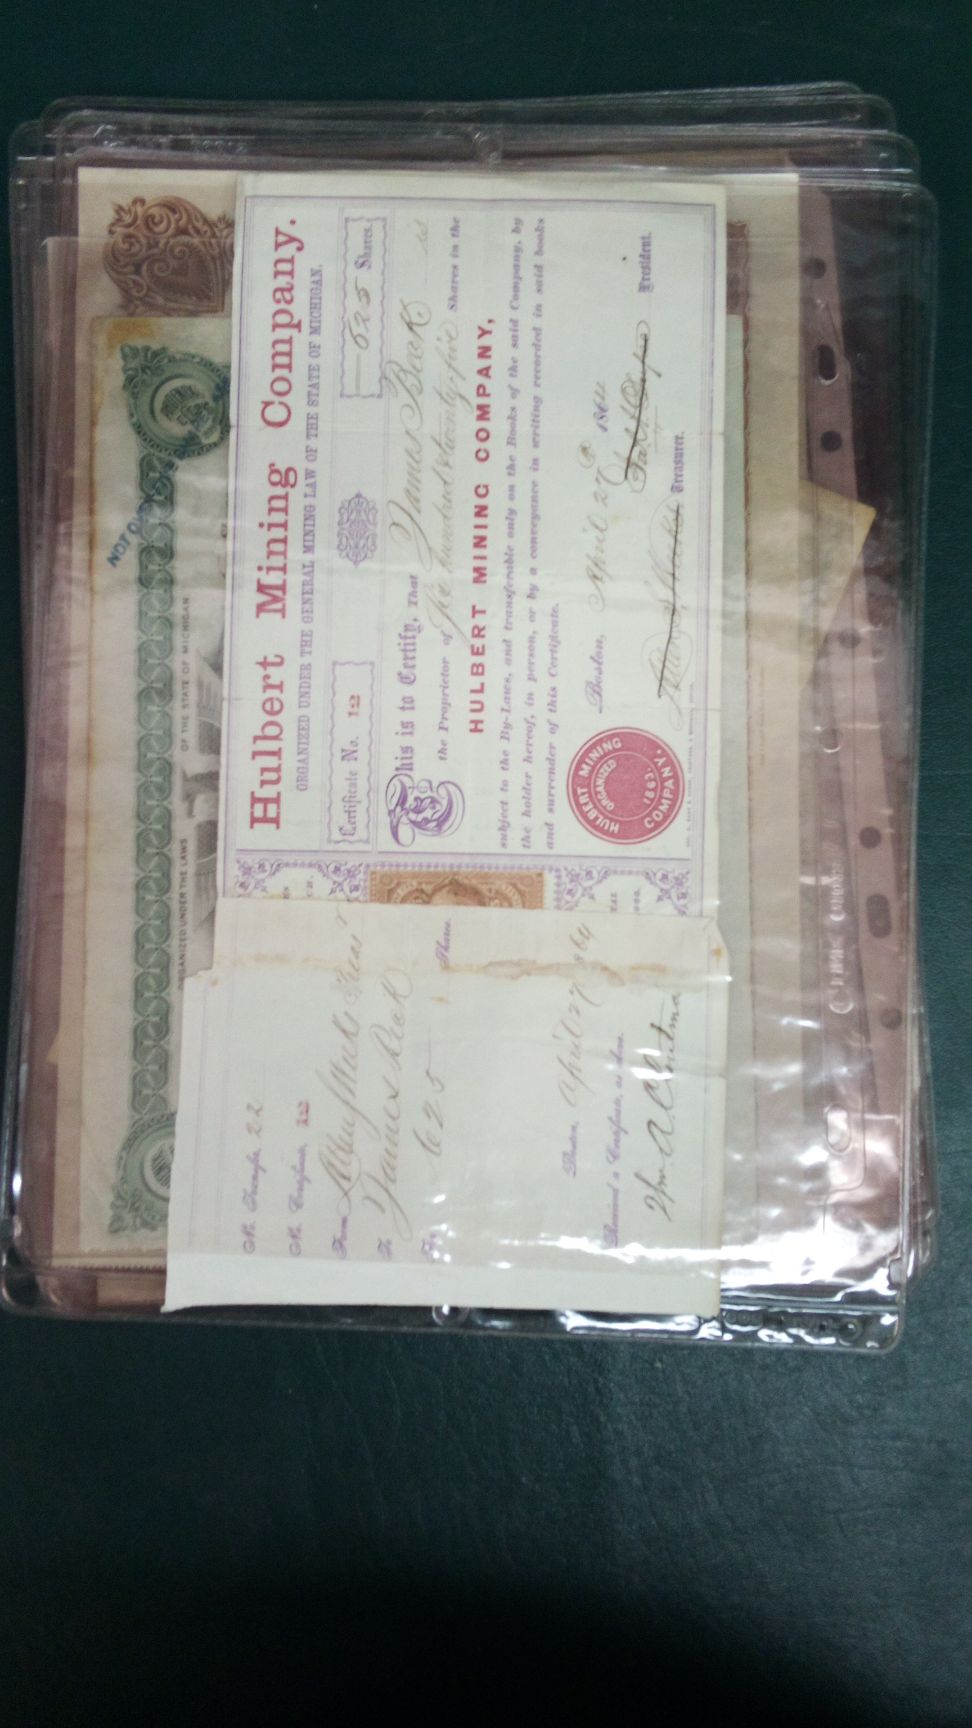 Hulbert Mining Company.
ORGANIZED UNDER THE GENERAL MINING LAW OF THE STATE OF MICHIGAN.
Certificate No. 12
625 Shares.
This is to Certify, That James Beck is
the Proprietor of Six hundred & twenty-five Shares in the
HULBERT MINING COMPANY,
subject to the By-Laws, and transferable only on the Books of the said Company, by
the holder hereof, in person, or by a conveyance in writing recorded in said books
and surrender of this Certificate.
Boston, April 27 1864
President.
Treasurer.
HULBERT MINING COMPANY.
ORGANIZED 1863.
No. Transfer, 22
No. Certificate, 12
From
To James Beck
For 625 Shares.
Boston, April 27 1864
Received a Certificate, as above.
Wm. A.
NOT
ORGANIZED UNDER THE LAWS OF THE STATE OF MICHIGAN